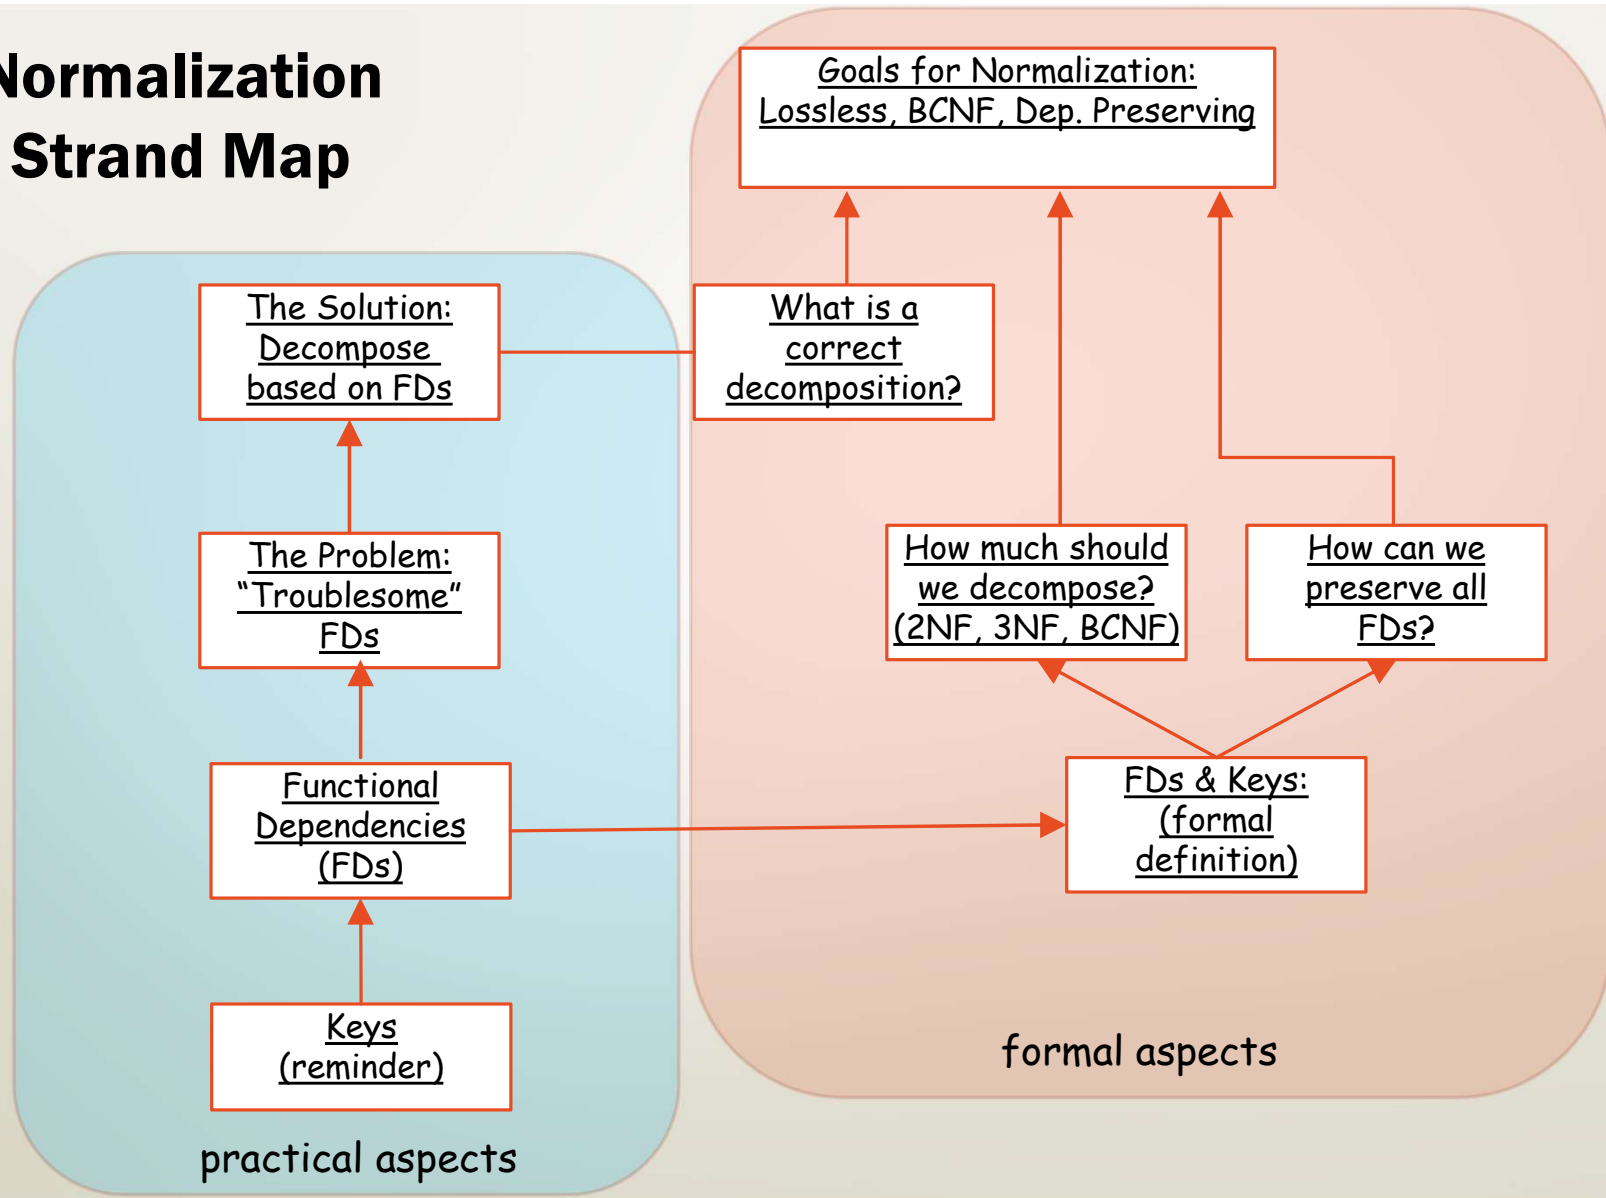 Normalization
Strand Map
Goals for Normalization:
Lossless, BCNF, Dep. Preserving
The Solution:
Decompose
based on FDs
What is a
correct
decomposition?
The Problem:
“Troublesome”
FDs
How much should
we decompose?
(2NF, 3NF, BCNF)
How can we
preserve all
FDs?
Functional
Dependencies
(FDs)
FDs & Keys:
(formal
definition)
Keys
(reminder)
formal aspects
practical aspects